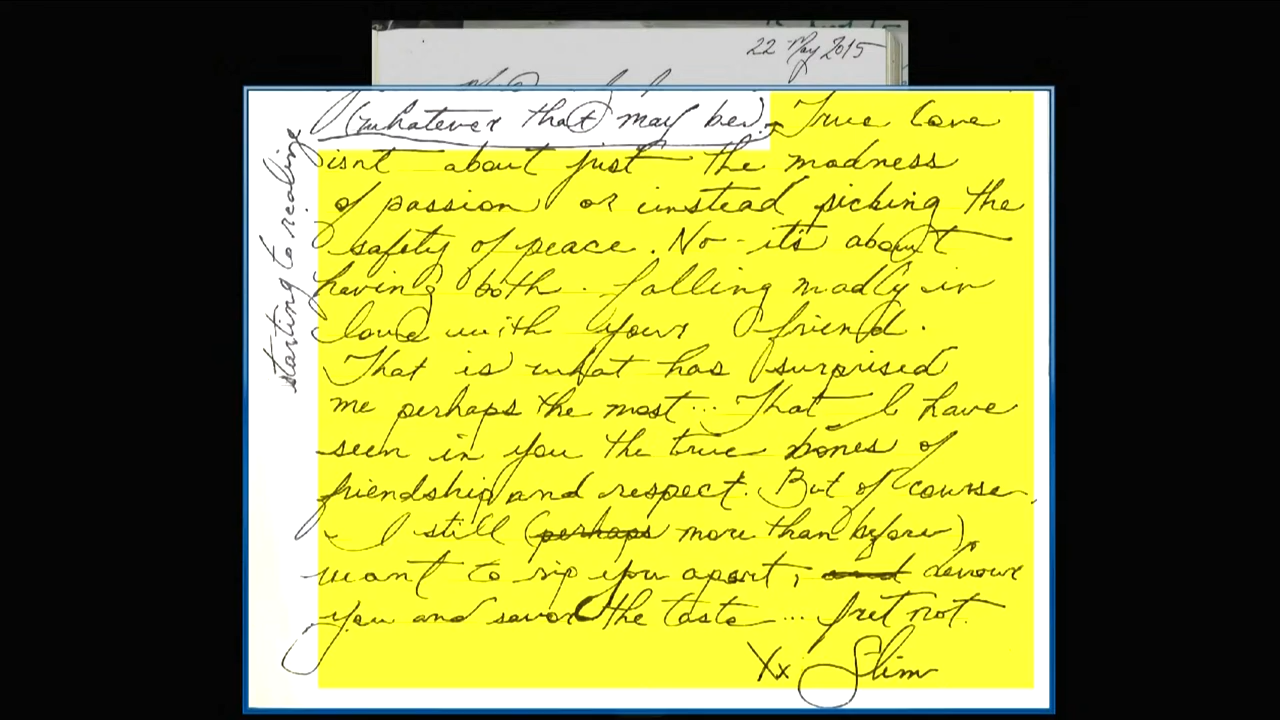 22 May 2015
(whatever that may be).
True Love
isnt about just the madness
of passion or instead picking the
safety of peace. No - it's about
having both. falling madly in
love with your friend.
That is what has surprised
me perhaps the most... That I have
seen in you the true bones of
friendship and respect. But of course,
I still (perhaps more than before)
want to rip you apart, and devour
you and savor the taste... fret not.
Xx Slim
starting to realize